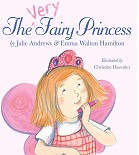 Very
The Fairy Princess
by Julie Andrews & Emma Walton Hamilton
Illustrated by
Christine Davenier